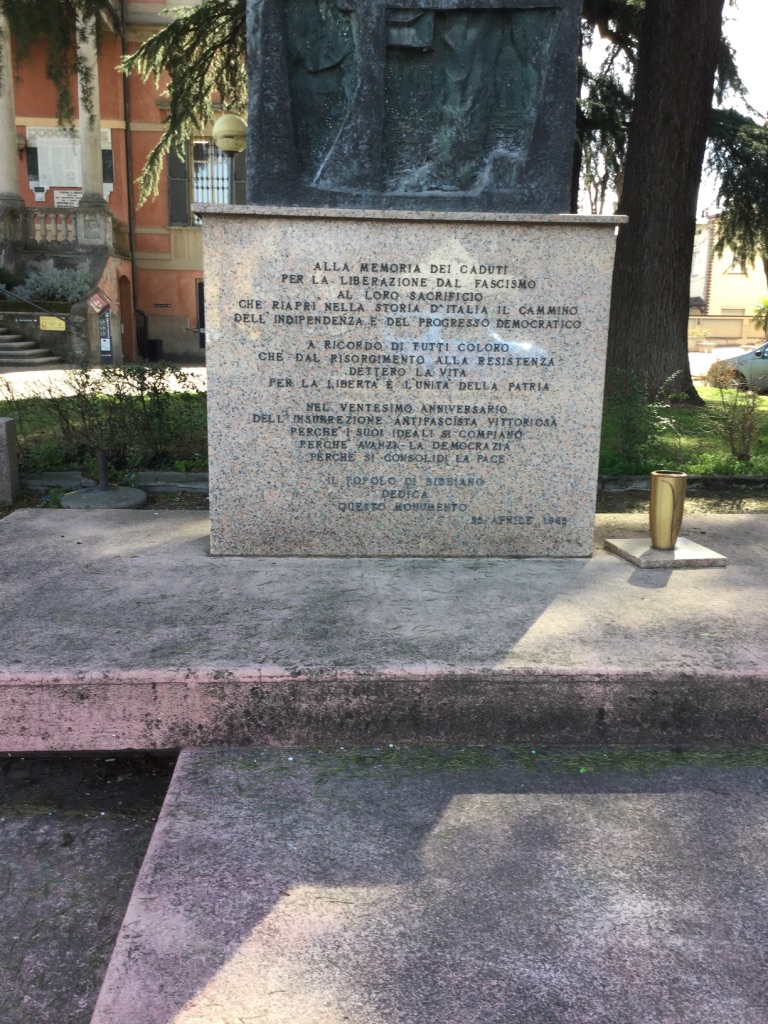 ALLA MEMORIA DEI CADUTI
PER LA LIBERAZIONE DAL FASCISMO
AL LORO SACRIFICIO
CHE RIAPRI NELLA STORIA D'ITALIA IL CAMMINO
DELL'INDIPENDENZA E DEL PROGRESSO DEMOCRATICO
A RICORDO DI TUTTI COLORO
CHE DAL RISORGIMENTO ALLA RESISTENZA
DETTERO LA VITA
PER LA LIBERTÀ E L'UNITÀ DELLA PATRIA
NEL VENTESIMO ANNIVERSARIO
DELL'INSURREZIONE ANTIFASCISTA VITTORIOSA
PERCHÈ I SUOI IDEALI SI COMPIANO
PERCHÈ AVANZA LA DEMOCRAZIA
PERCHÈ SI CONSOLIDI LA PACE
IL POPOLO DI BIBBIANO
DEDICA
QUESTO MONUMENTO
25 APRILE 1965